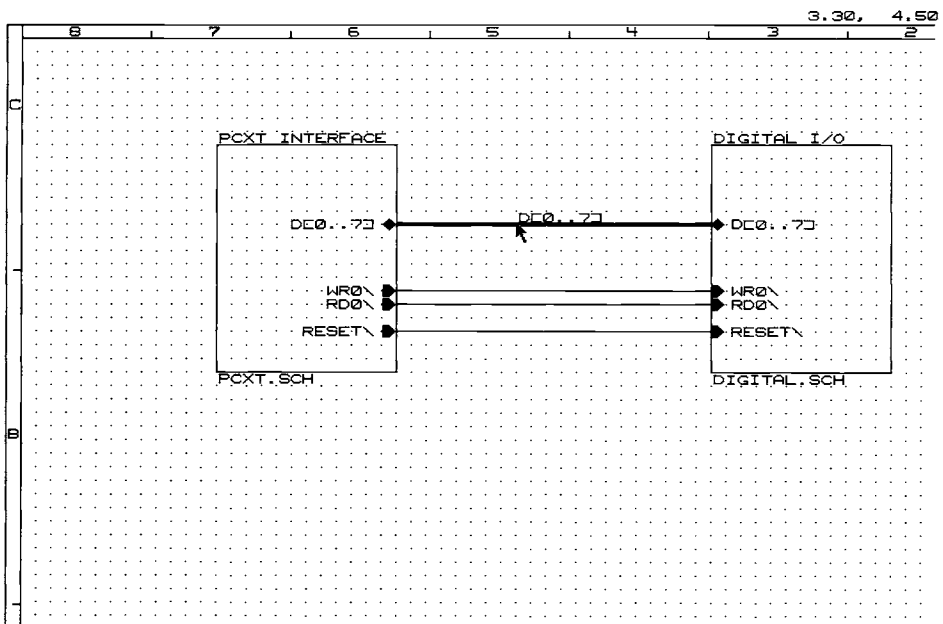 3.30, 4.50
8 7 6 5 4 3 2
C
PCXT INTERFACE
DIGITAL I/O
D[0..7]
D[0..7]
D[0..7]
WR0\
WR0\
RD0\
RD0\
RESET\
RESET\
PCXT.SCH
DIGITAL.SCH
B